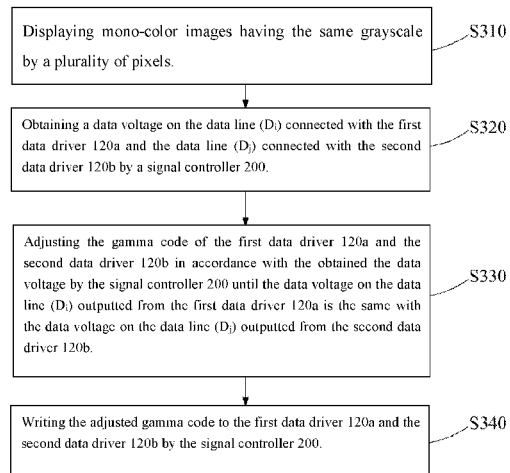 Displaying mono-color images having the same grayscale
by a plurality of pixels.
S310
Obtaining a data voltage on the data line (Di) connected with the first
data driver 120a and the data line (Dj) connected with the second
data driver 120b by a signal controller 200.
S320
Adjusting the gamma code of the first data driver 120a and the
second data driver 120b in accordance with the obtained the data
voltage by the signal controller 200 until the data voltage on the data
line (Di) outputted from the first data driver 120a is the same with
the data voltage on the data line (Dj) outputted from the second data
driver 120b.
S330
Writing the adjusted gamma code to the first data driver 120a and the
second data driver 120b by the signal controller 200.
S340